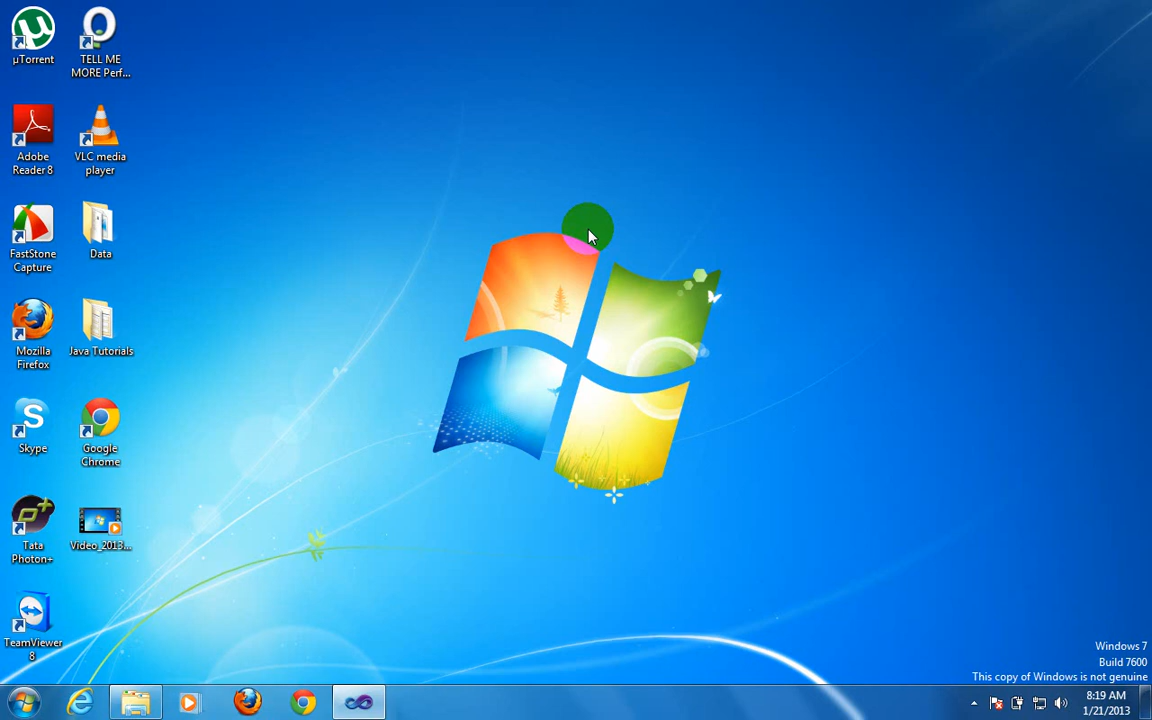 µTorrent
TELL ME
MORE Perf...
Adobe
Reader 8
VLC media
player
FastStone
Capture
Data
Mozilla
Firefox
Java Tutorials
Skype
Google
Chrome
Tata
Photon+
Video_2013...
TeamViewer
8
Windows 7
Build 7600
This copy of Windows is not genuine
8:19 AM
1/21/2013